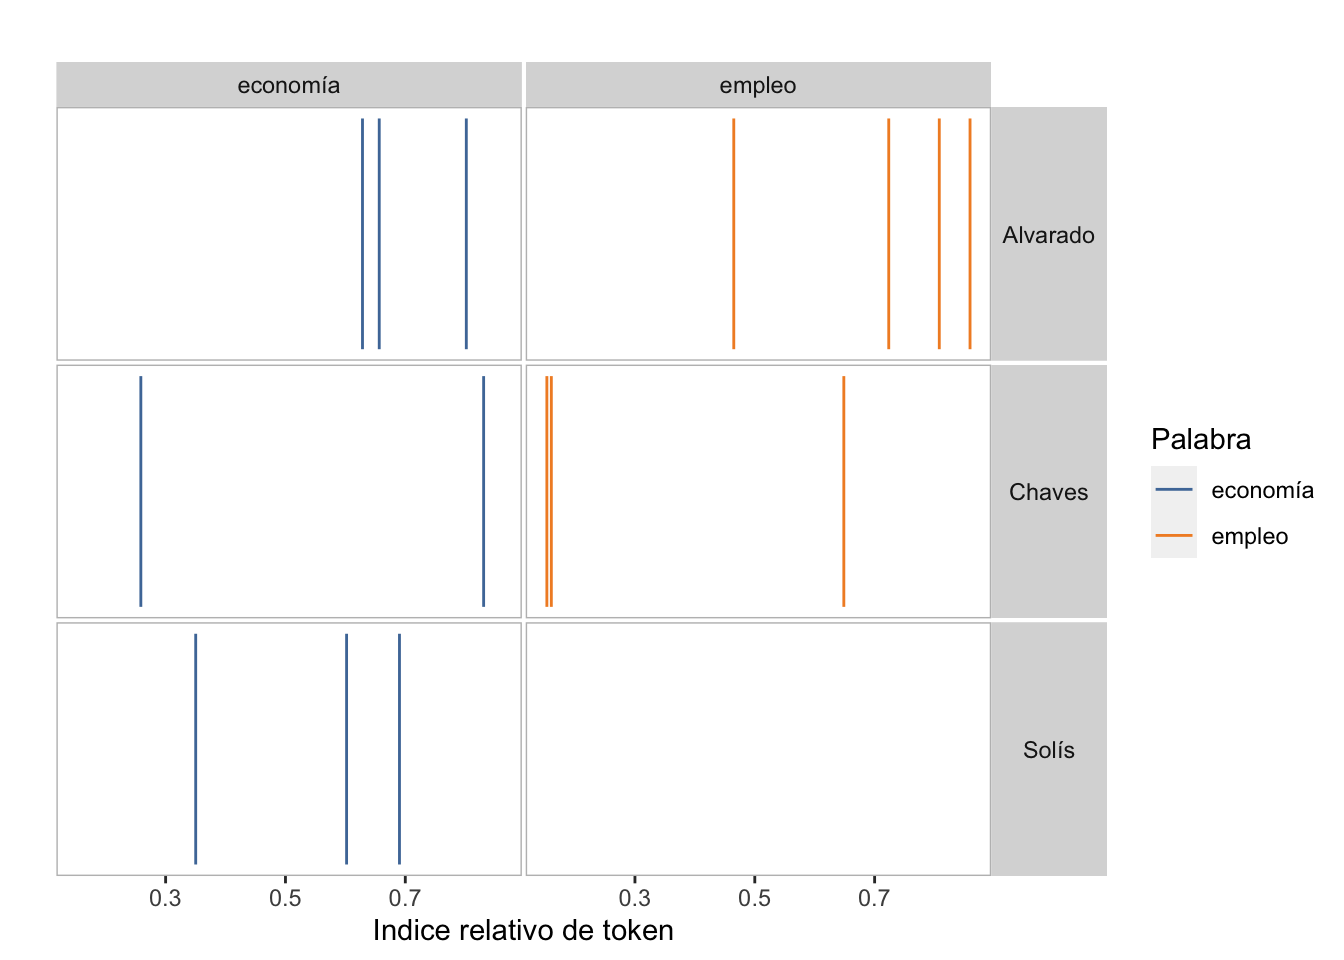 economía
empleo
Alvarado
Chaves
Solís
0.3 0.5 0.7
0.3 0.5 0.7
Indice relativo de token
Palabra
economía
empleo